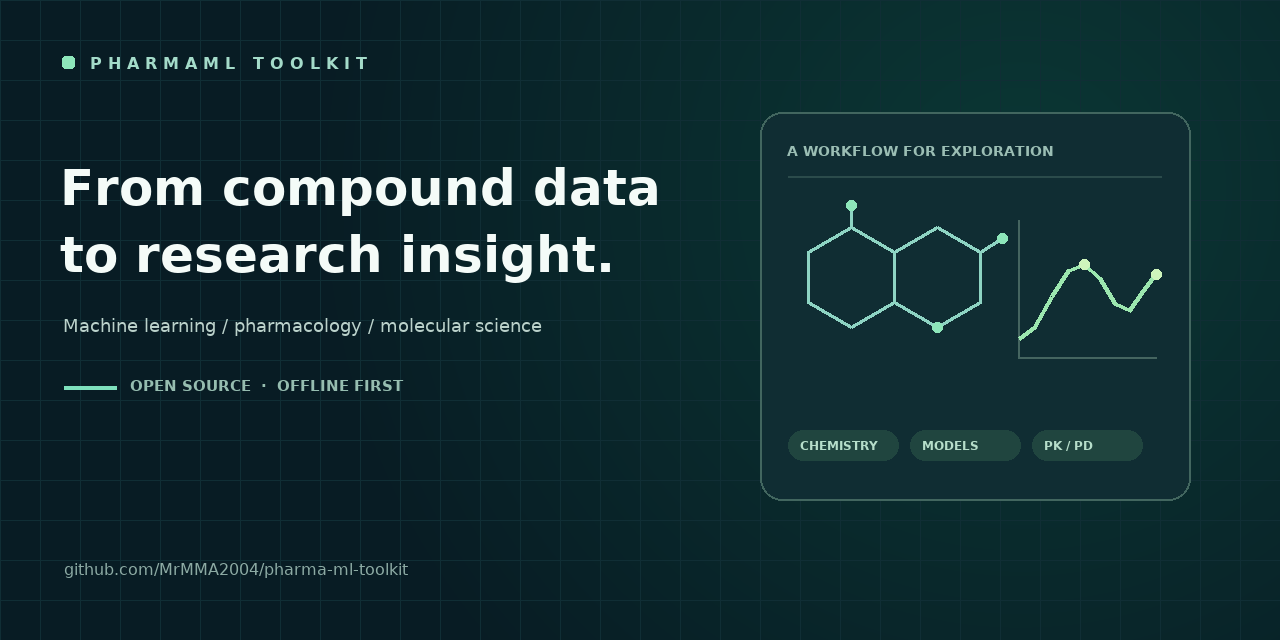 PHARMAML TOOLKIT
From compound data
to research insight.
Machine learning / pharmacology / molecular science
OPEN SOURCE · OFFLINE FIRST
github.com/MrMMA2004/pharma-ml-toolkit
A WORKFLOW FOR EXPLORATION
CHEMISTRY
MODELS
PK / PD